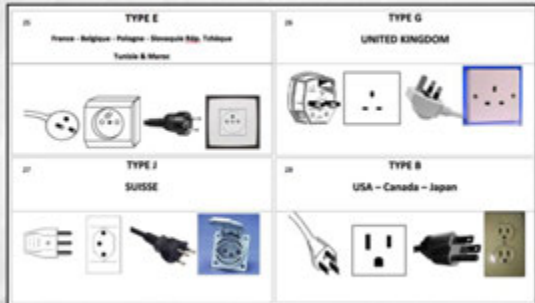 25
TYPE E
France - Belgique - Pologne - Slovaquie Rép. Tchèque
Tunisie & Maroc
26
TYPE G
UNITED KINGDOM
27
TYPE J
SUISSE
TYPE B
USA – Canada – Japan